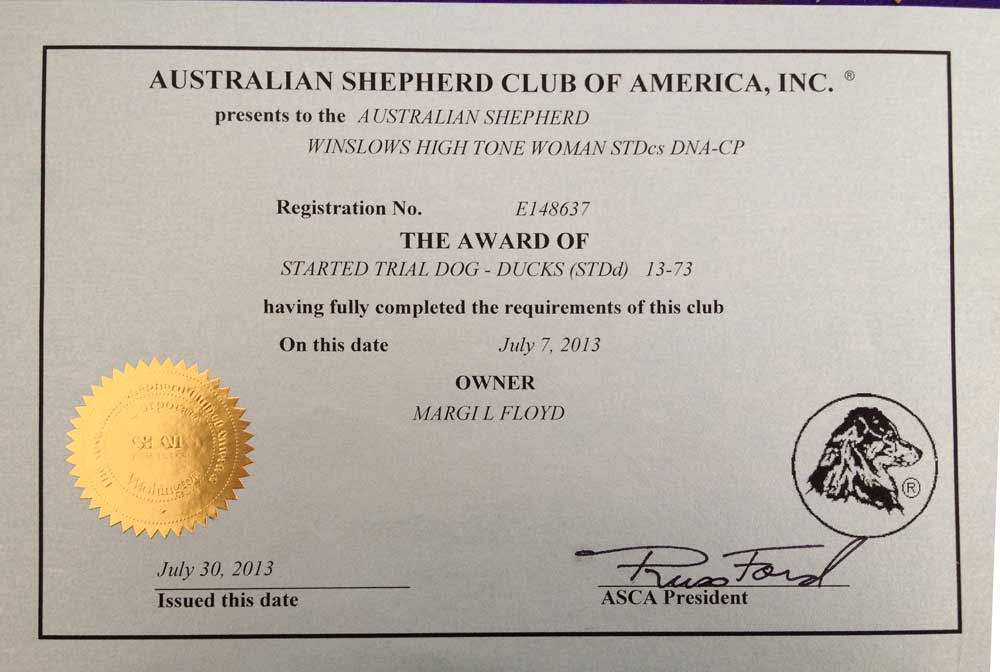 AUSTRALIAN SHEPHERD CLUB OF AMERICA, INC. ®
presents to the AUSTRALIAN SHEPHERD
WINSLOWS HIGH TONE WOMAN STDcs DNA-CP
Registration No. E148637
THE AWARD OF
STARTED TRIAL DOG - DUCKS (STDd) 13-73
having fully completed the requirements of this club
On this date July 7, 2013
OWNER
MARGI L FLOYD
®
July 30, 2013
Issued this date
Russ Ford
ASCA President